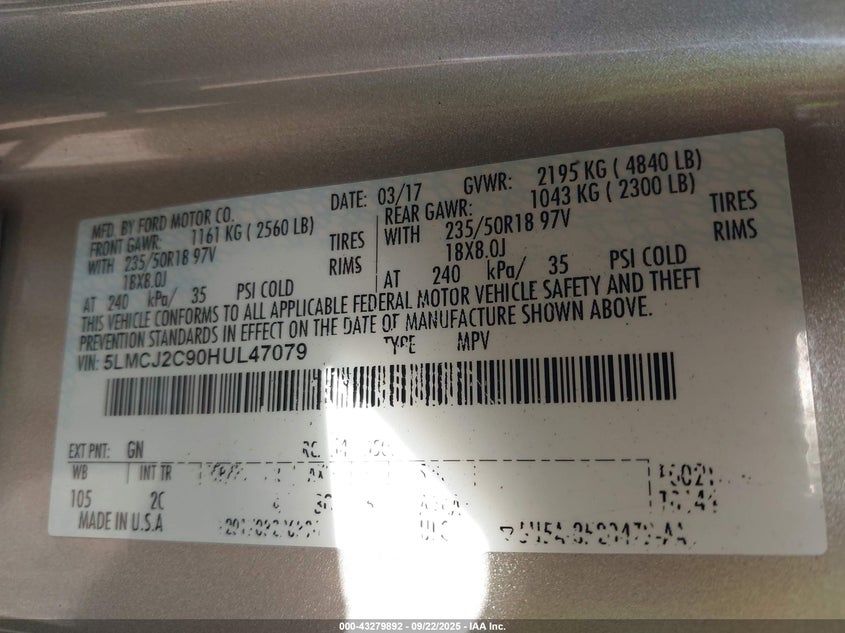 MFD. BY FORD MOTOR CO. DATE: 03/17 GVWR: 2195 KG ( 4840 LB)
FRONT GAWR: 1161 KG ( 2560 LB) REAR GAWR: 1043 KG ( 2300 LB)
WITH 235/50R18 97V TIRES WITH 235/50R18 97V TIRES
18X8.0J RIMS 18X8.0J RIMS
AT 240 kPa/ 35 PSI COLD AT 240 kPa/ 35 PSI COLD
THIS VEHICLE CONFORMS TO ALL APPLICABLE FEDERAL MOTOR VEHICLE SAFETY AND THEFT
PREVENTION STANDARDS IN EFFECT ON THE DATE OF MANUFACTURE SHOWN ABOVE.
VIN: 5LMCJ2C90HUL47079 TYPE MPV
EXT PNT: GN
WB INT TR
105 2C
MADE IN U.S.A
000-43279892 - 09/22/2025 - IAA Inc.